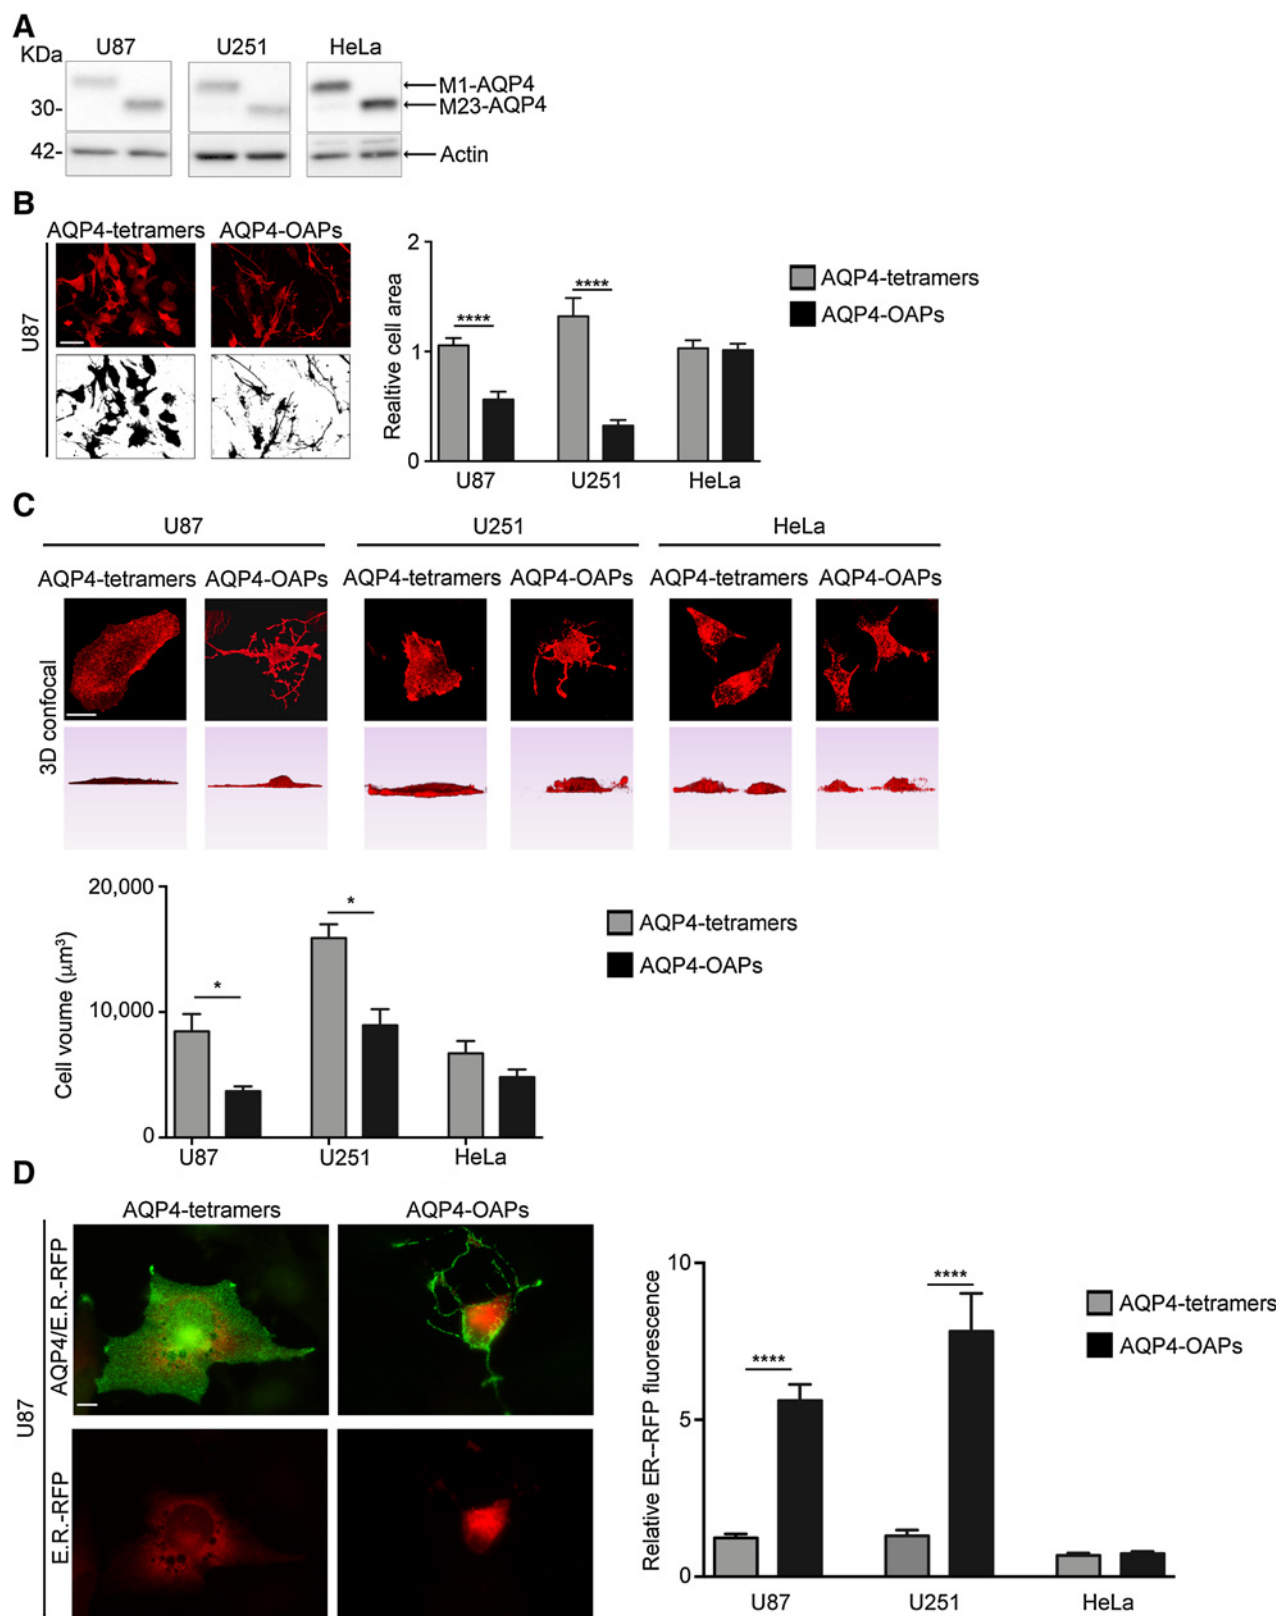 A
KDa U87 U251 HeLa
M1-AQP4
30- M23-AQP4
42- Actin
B
AQP4-tetramers AQP4-OAPs
U87
2
1
0
Realtive cell area
**** ****
U87 U251 HeLa
AQP4-tetramers
AQP4-OAPs
C
U87 U251 HeLa
AQP4-tetramers AQP4-OAPs AQP4-tetramers AQP4-OAPs AQP4-tetramers AQP4-OAPs
3D confocal
20,000
10,000
0
Cell voume (μm³)
* *
U87 U251 HeLa
AQP4-tetramers
AQP4-OAPs
D
AQP4-tetramers AQP4-OAPs
U87
AQP4/E.R.-RFP
E.R.-RFP
10
5
0
Relative ER--RFP fluorescence
**** ****
U87 U251 HeLa
AQP4-tetramers
AQP4-OAPs